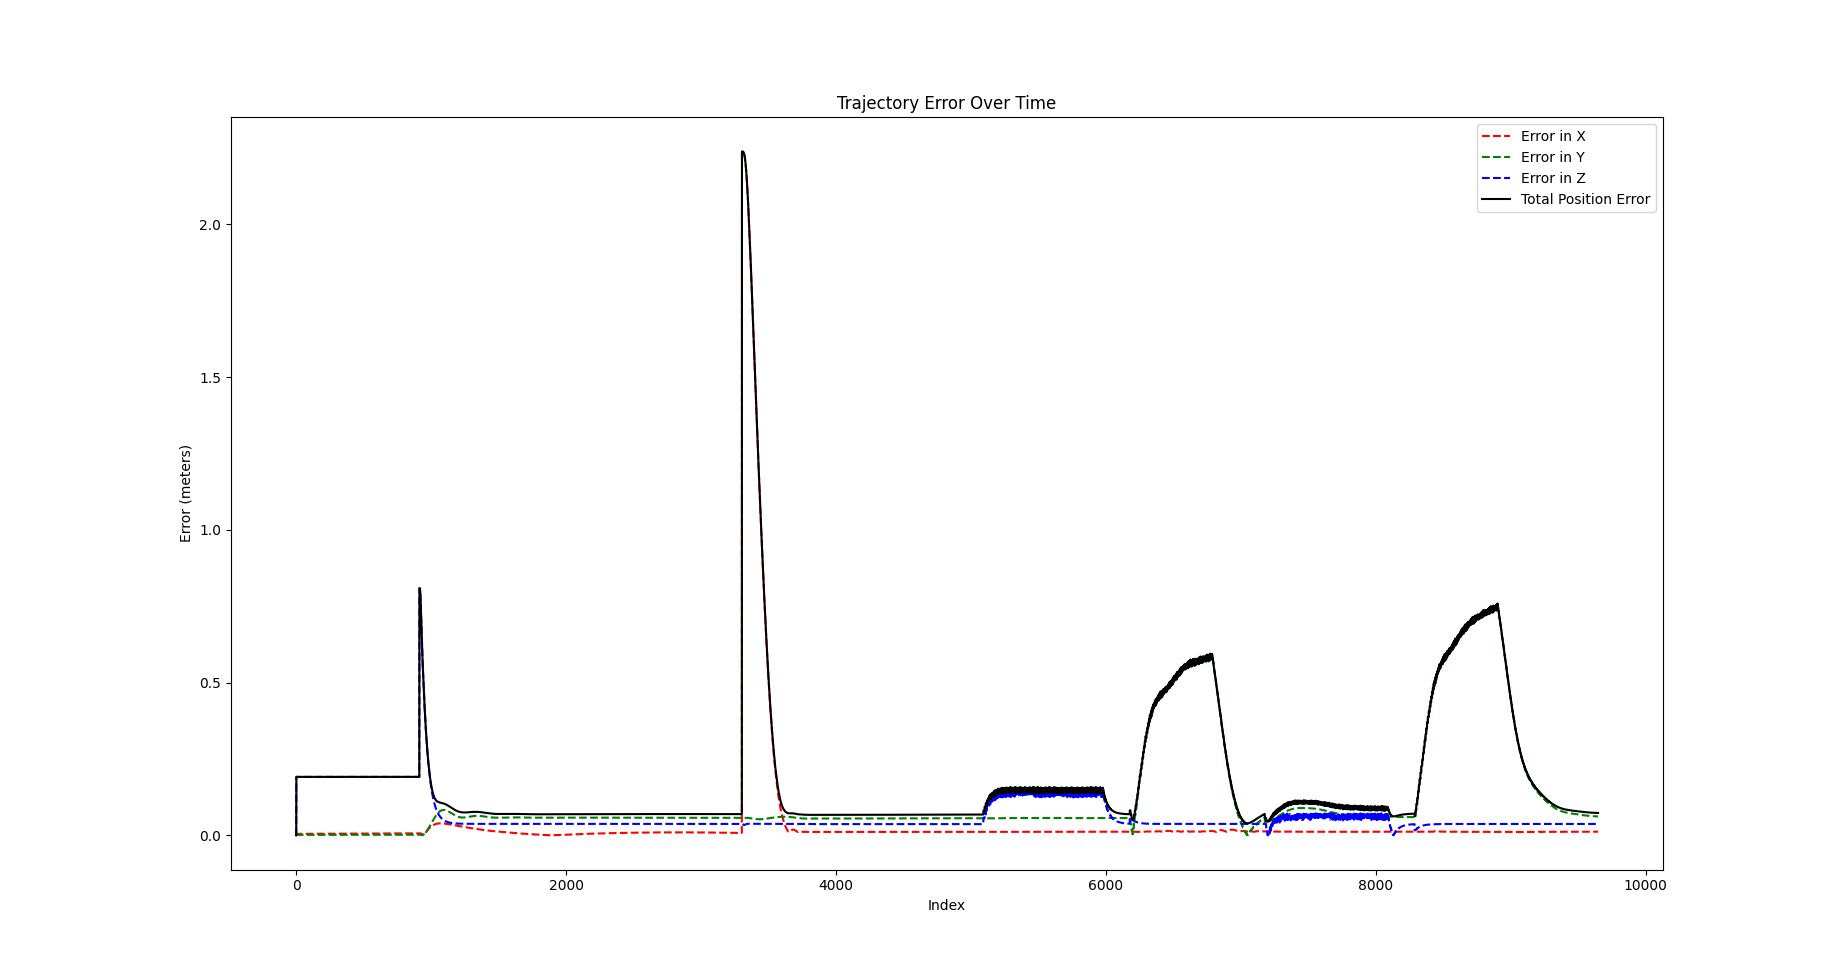 Trajectory Error Over Time
Error in X
Error in Y
Error in Z
Total Position Error
Error (meters)
2.0
1.5
1.0
0.5
0.0
0 2000 4000 6000 8000 10000
Index